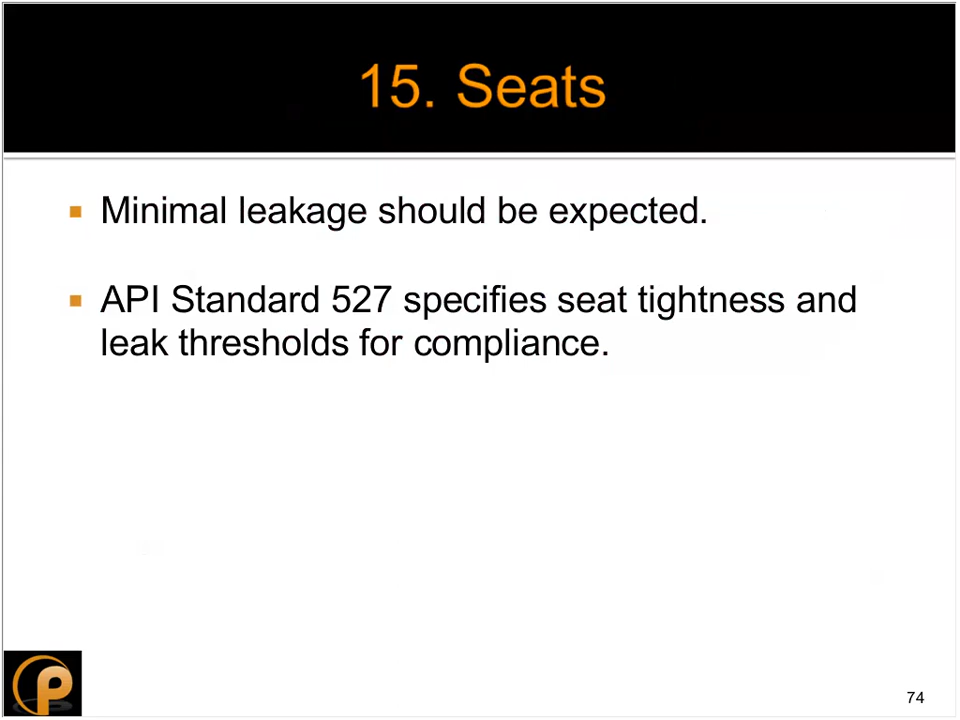 15. Seats
Minimal leakage should be expected.
API Standard 527 specifies seat tightness and
leak thresholds for compliance.
P
74